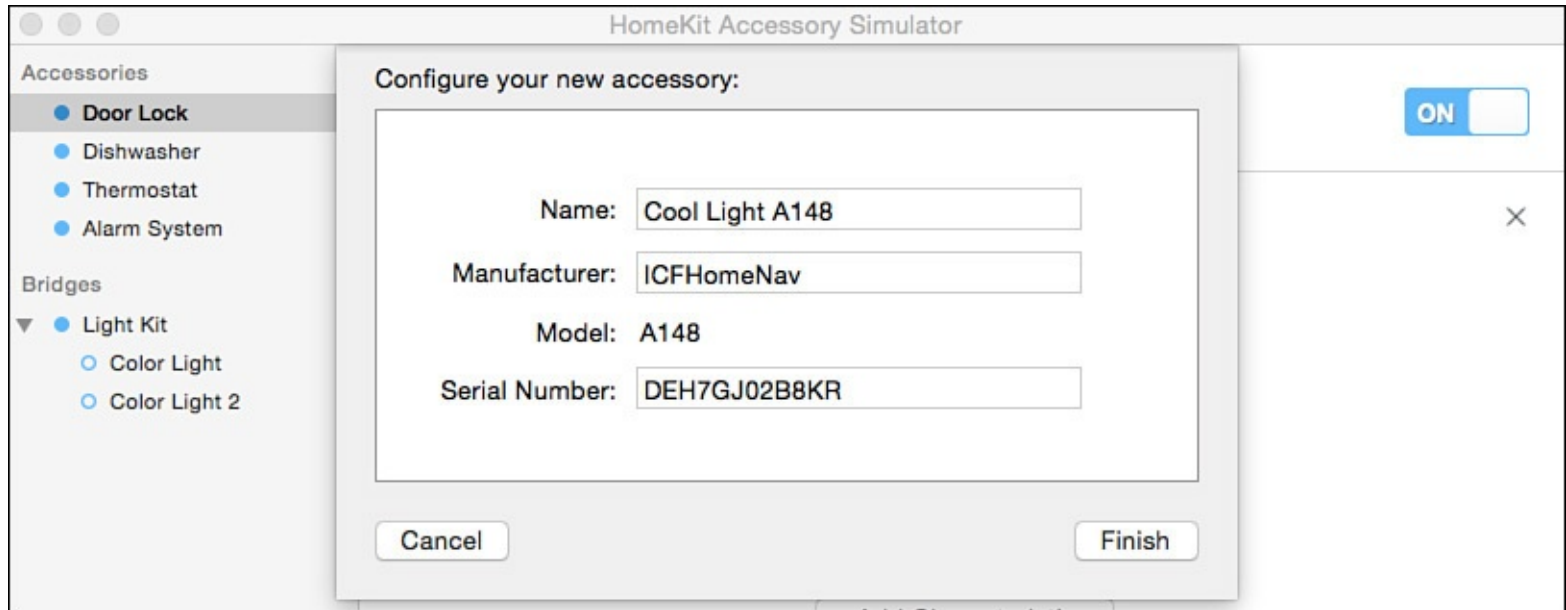 HomeKit Accessory Simulator
Accessories
Door Lock
Dishwasher
Thermostat
Alarm System
Bridges
Light Kit
Color Light
Color Light 2
Configure your new accessory:
Name: Cool Light A148
Manufacturer: ICFHomeNav
Model: A148
Serial Number: DEH7GJ02B8KR
Cancel
Finish
ON